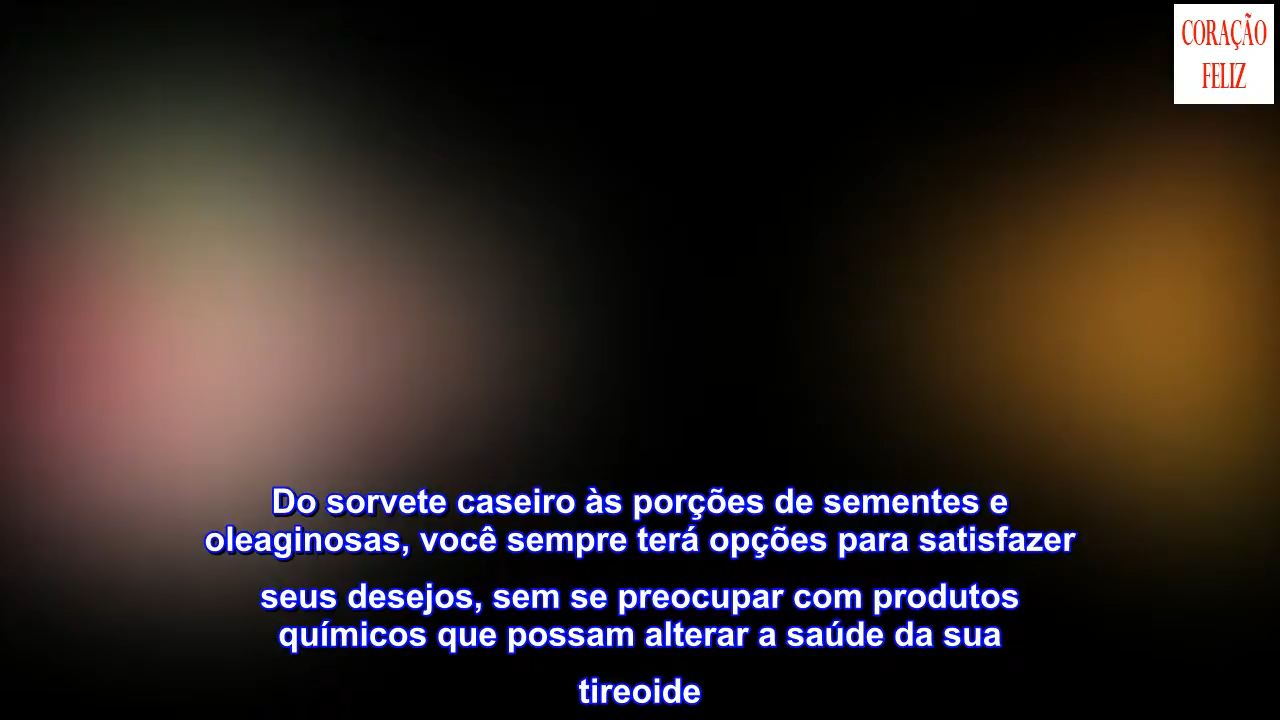 CORAÇÃO
FELIZ
Do sorvete caseiro às porções de sementes e
oleaginosas, você sempre terá opções para satisfazer
seus desejos, sem se preocupar com produtos
químicos que possam alterar a saúde da sua
tireoide